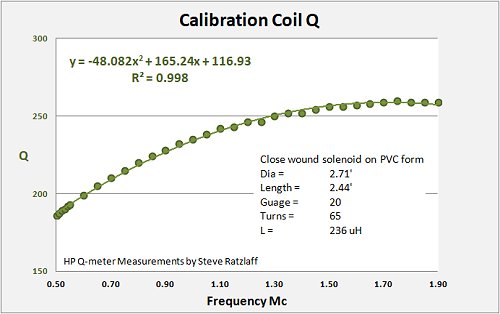 Calibration Coil Q
300
y = -48.082x² + 165.24x + 116.93
R² = 0.998
250
Q
Close wound solenoid on PVC form
Dia = 2.71'
Length = 2.44'
Guage = 20
200
Turns = 65
L = 236 uH
HP Q-meter Measurements by Steve Ratzlaff
150
0.50 0.70 0.90 1.10 1.30 1.50 1.70 1.90
Frequency Mc